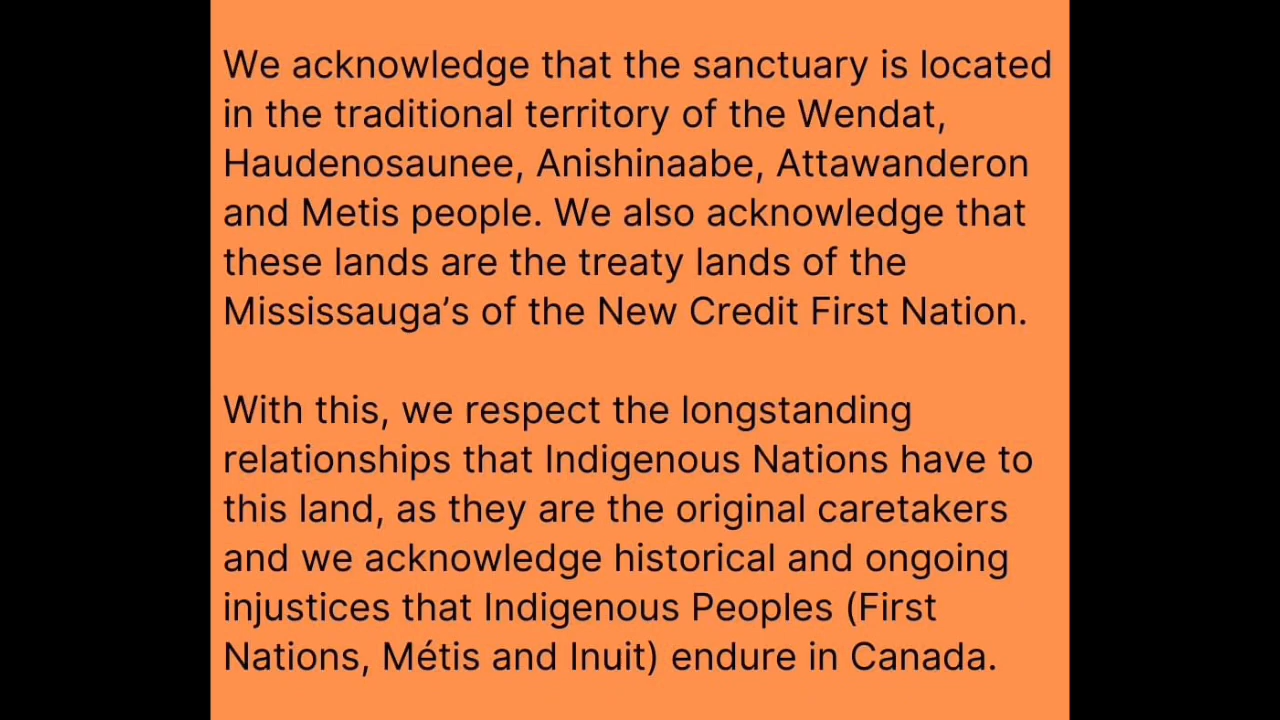 We acknowledge that the sanctuary is located
in the traditional territory of the Wendat,
Haudenosaunee, Anishinaabe, Attawanderon
and Metis people. We also acknowledge that
these lands are the treaty lands of the
Mississauga’s of the New Credit First Nation.
With this, we respect the longstanding
relationships that Indigenous Nations have to
this land, as they are the original caretakers
and we acknowledge historical and ongoing
injustices that Indigenous Peoples (First
Nations, Métis and Inuit) endure in Canada.